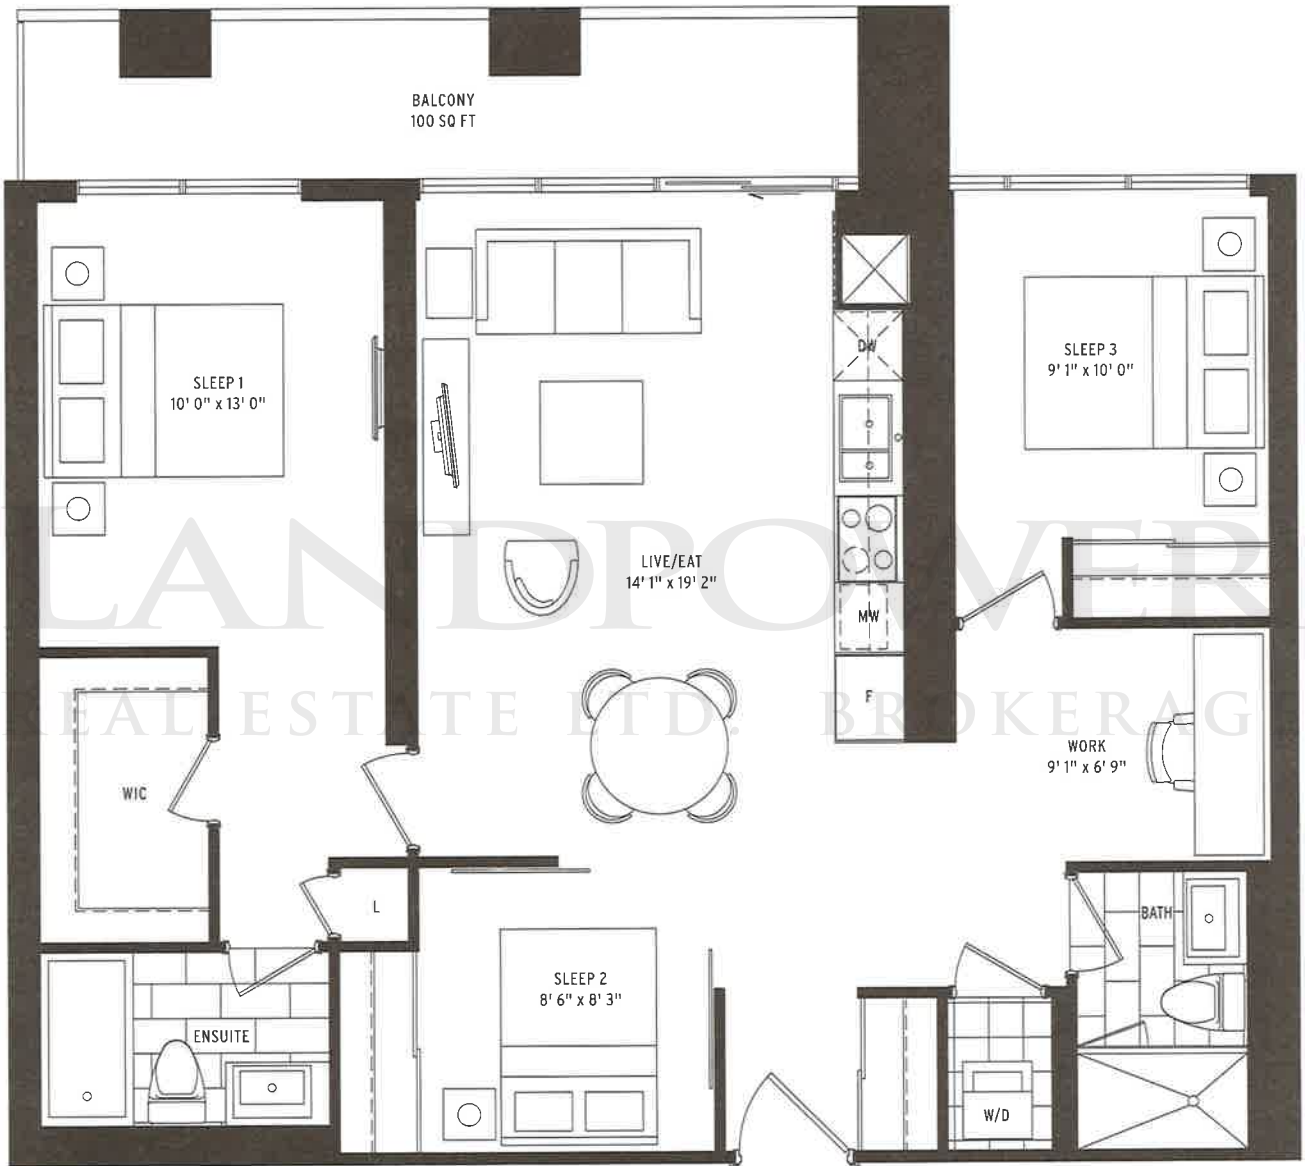 BALCONY
100 SQ FT
SLEEP 1
10' 0" x 13' 0"
SLEEP 3
9' 1" x 10' 0"
DW
LIVE/EAT
14' 1" x 19' 2"
MW
F
LANDPOWER
REAL ESTATE LTD. BROKERAGE
WORK
9' 1" x 6' 9"
WIC
L
BATH
SLEEP 2
8' 6" x 8' 3"
ENSUITE
W/D